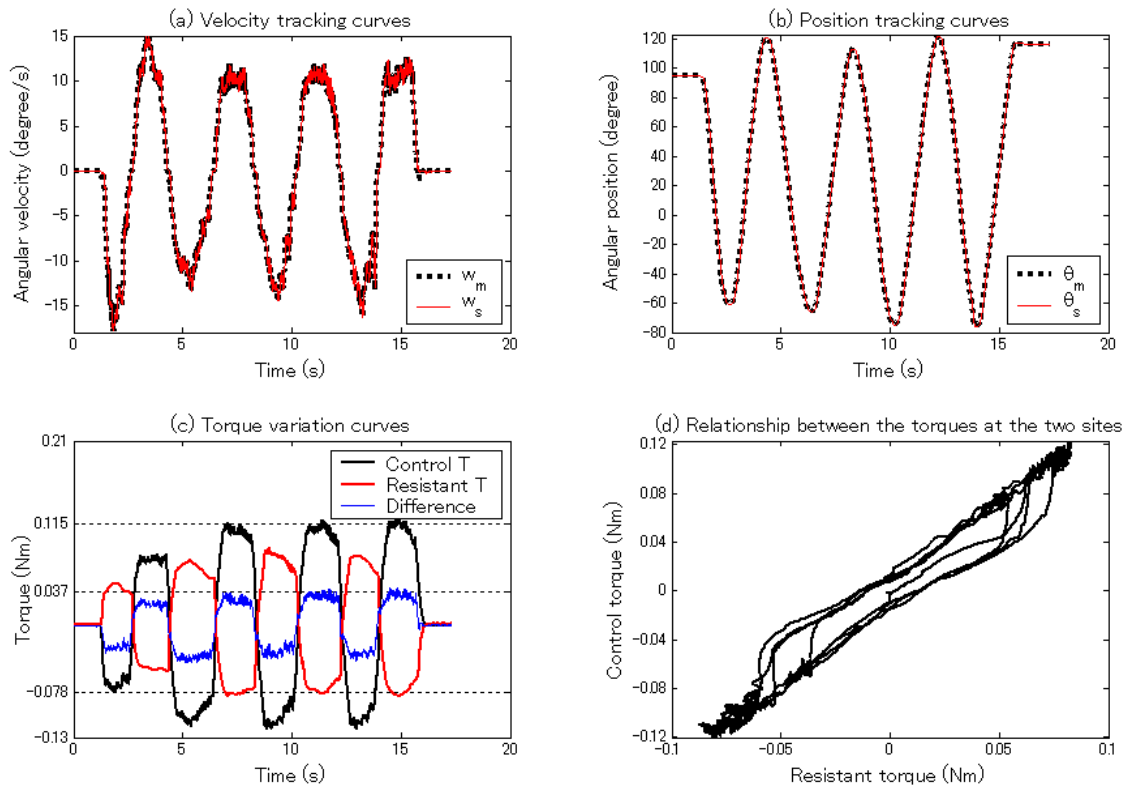 (a) Velocity tracking curves
15
10
5
0
−5
−10
−15
0
5
10
15
20
Angular velocity (degree/s)
Time (s)
w_m
w_s
(b) Position tracking curves
120
100
80
60
40
20
0
−20
−40
−60
−80
0
5
10
15
20
Angular position (degree)
Time (s)
θ_m
θ_s
(c) Torque variation curves
0.21
0.115
0.037
−0.078
−0.13
0
5
10
15
20
Torque (Nm)
Time (s)
Control T
Resistant T
Difference
(d) Relationship between the torques at the two sites
0.12
0.08
0.04
0
−0.04
−0.08
−0.12
−0.1
−0.05
0
0.05
0.1
Control torque (Nm)
Resistant torque (Nm)